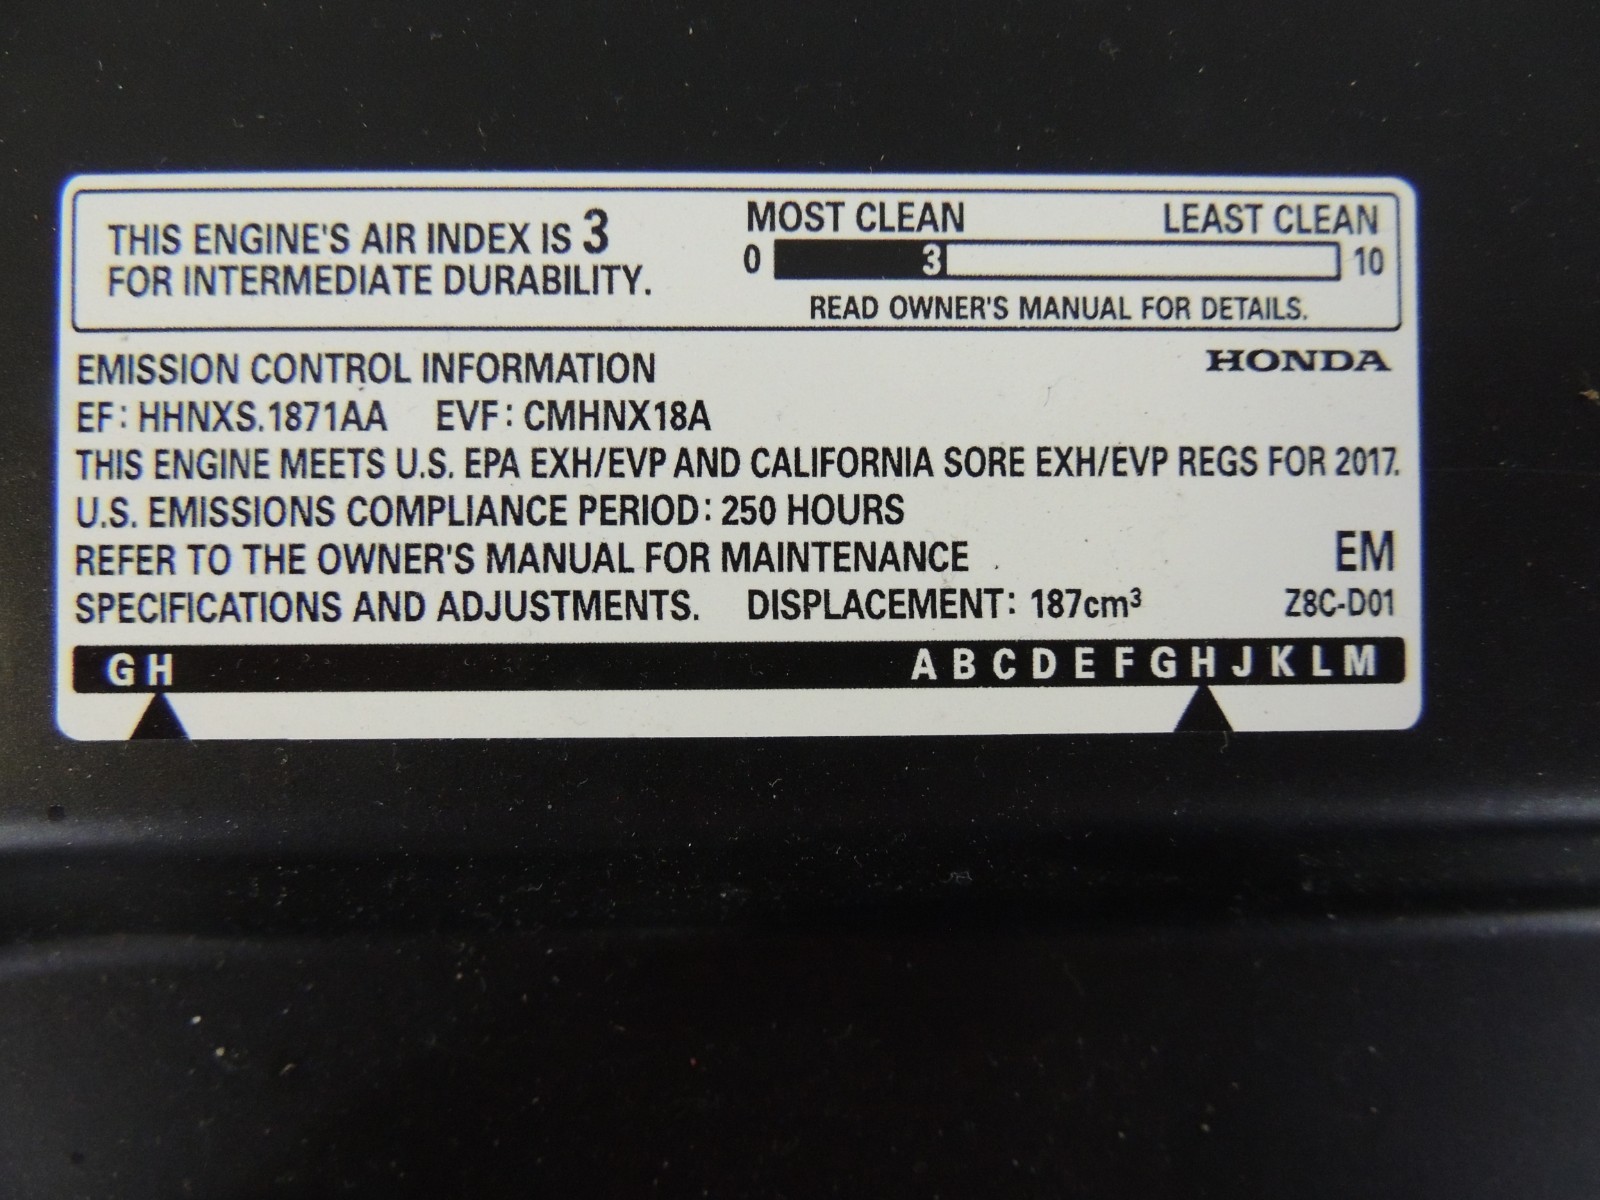 THIS ENGINE'S AIR INDEX IS 3
FOR INTERMEDIATE DURABILITY.
MOST CLEAN LEAST CLEAN
0 3 10
READ OWNER'S MANUAL FOR DETAILS.
EMISSION CONTROL INFORMATION HONDA
EF: HHNXS.1871AA EVF: CMHNX18A
THIS ENGINE MEETS U.S. EPA EXH/EVP AND CALIFORNIA SORE EXH/EVP REGS FOR 2017.
U.S. EMISSIONS COMPLIANCE PERIOD: 250 HOURS
REFER TO THE OWNER'S MANUAL FOR MAINTENANCE EM
SPECIFICATIONS AND ADJUSTMENTS. DISPLACEMENT: 187cm³ Z8C-D01
G H A B C D E F G H J K L M